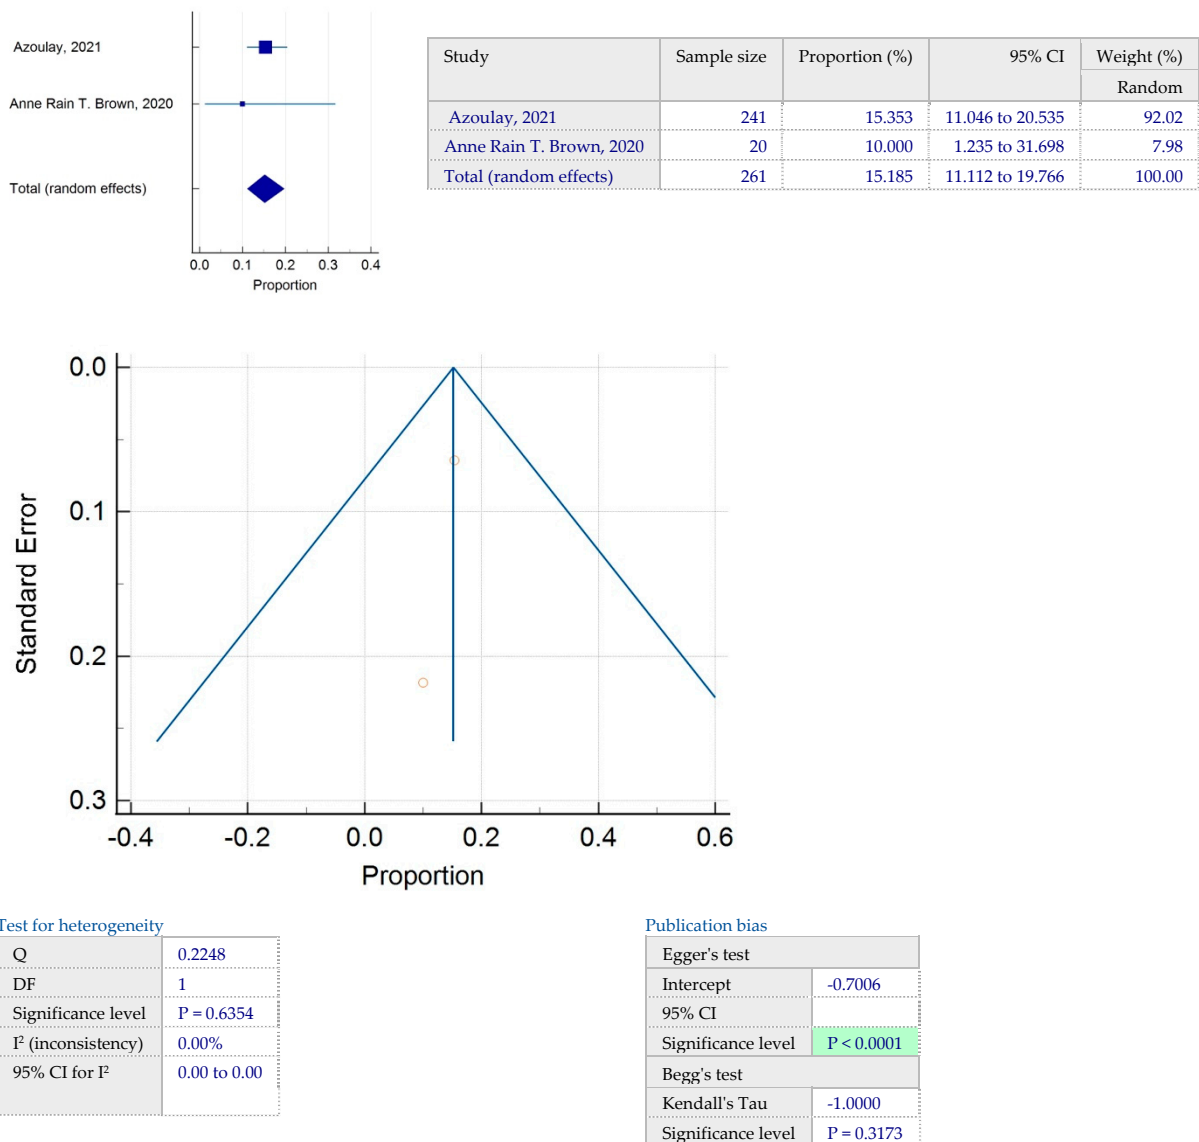 Azoulay, 2021
Anne Rain T. Brown, 2020
Total (random effects)
0.0 0.1 0.2 0.3 0.4
Proportion
Study Sample size Proportion (%) 95% CI Weight (%)
Random
Azoulay, 2021 241 15.353 11.046 to 20.535 92.02
Anne Rain T. Brown, 2020 20 10.000 1.235 to 31.698 7.98
Total (random effects) 261 15.185 11.112 to 19.766 100.00
Standard Error
0.0
0.1
0.2
0.3
-0.4 -0.2 0.0 0.2 0.4 0.6
Proportion
Test for heterogeneity
Q 0.2248
DF 1
Significance level P = 0.6354
I² (inconsistency) 0.00%
95% CI for I² 0.00 to 0.00
Publication bias
Egger's test
Intercept -0.7006
95% CI
Significance level P < 0.0001
Begg's test
Kendall's Tau -1.0000
Significance level P = 0.3173